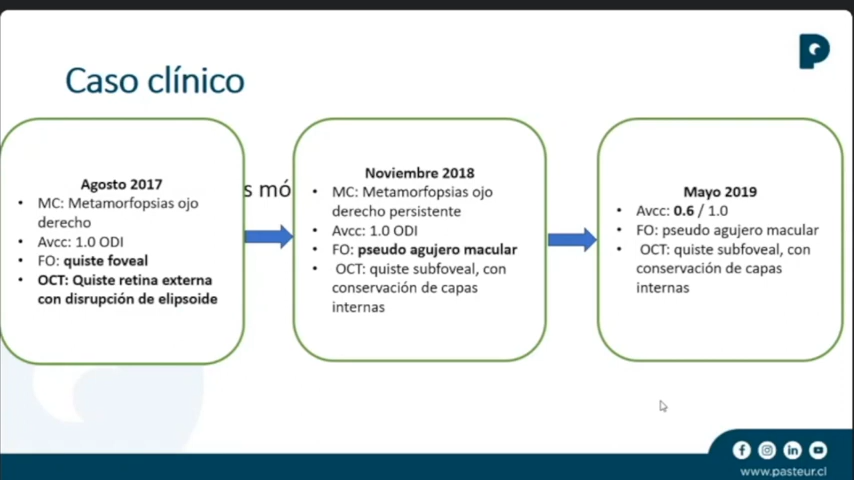 Caso clínico
Agosto 2017
• MC: Metamorfopsias ojo
derecho
• Avcc: 1.0 ODI
• FO: quiste foveal
• OCT: Quiste retina externa
con disrupción de elipsoide
s mó
Noviembre 2018
• MC: Metamorfopsias ojo
derecho persistente
• Avcc: 1.0 ODI
• FO: pseudo agujero macular
• OCT: quiste subfoveal, con
conservación de capas
internas
Mayo 2019
• Avcc: 0.6 / 1.0
• FO: pseudo agujero macular
• OCT: quiste subfoveal, con
conservación de capas
internas
www.pasteur.cl